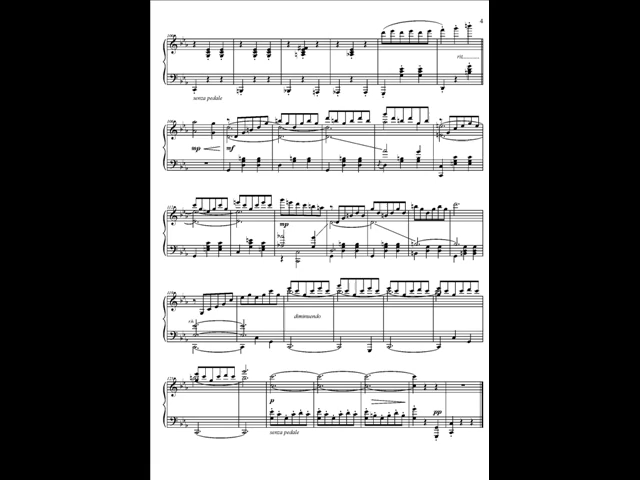 4
rit.
senza pedale
mp
mf
mp
diminuendo
p
pp
senza pedale